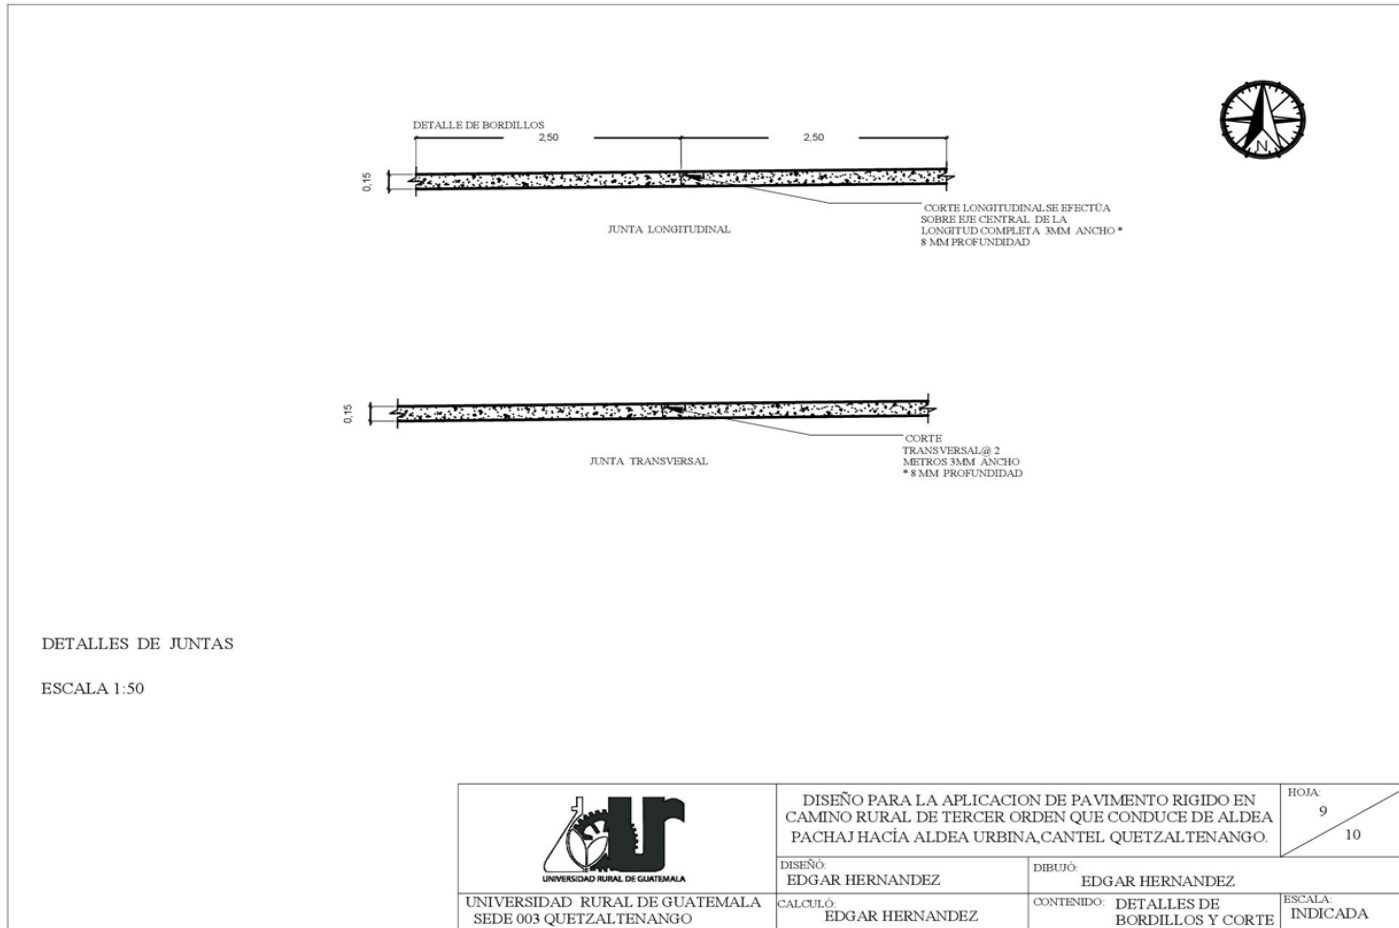 DETALLE DE BORDILLOS
2,50
2,50
0,15
CORTE LONGITUDINAL SE EFECTÚA
SOBRE EJE CENTRAL DE LA
LONGITUD COMPLETA 3MM ANCHO *
8 MM PROFUNDIDAD
JUNTA LONGITUDINAL
N
0,15
CORTE
TRANSVERSAL@ 2
METROS 3MM ANCHO
* 8 MM PROFUNDIDAD
JUNTA TRANSVERSAL
DETALLES DE JUNTAS
ESCALA 1:50
ur
UNIVERSIDAD RURAL DE GUATEMALA
UNIVERSIDAD RURAL DE GUATEMALA
SEDE 003 QUETZALTENANGO
DISEÑO PARA LA APLICACION DE PAVIMENTO RIGIDO EN
CAMINO RURAL DE TERCER ORDEN QUE CONDUCE DE ALDEA
PACHAJ HACÍA ALDEA URBINA,CANTEL QUETZALTENANGO.
HOJA:
9
10
DISEÑO:
EDGAR HERNANDEZ
DIBUJÓ:
EDGAR HERNANDEZ
CALCULÓ:
EDGAR HERNANDEZ
CONTENIDO: DETALLES DE
BORDILLOS Y CORTE
ESCALA:
INDICADA